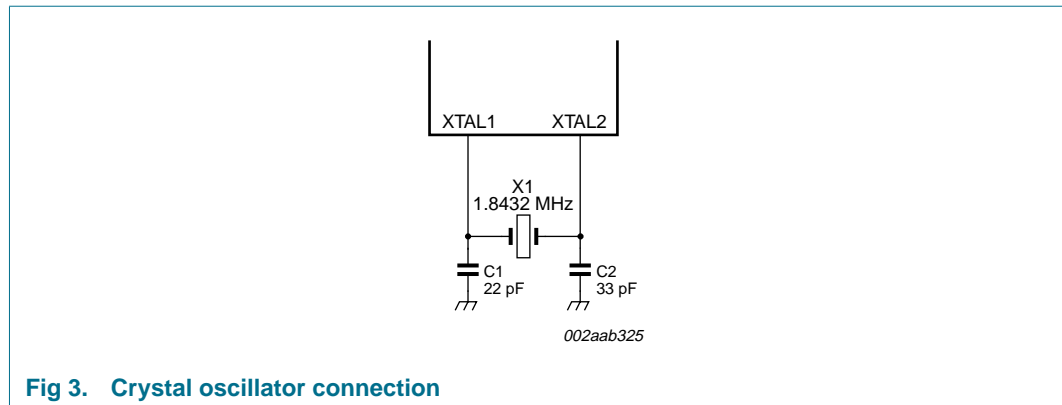 XTAL1 XTAL2
X1
1.8432 MHz
C1 C2
22 pF 33 pF
002aab325
Fig 3. Crystal oscillator connection